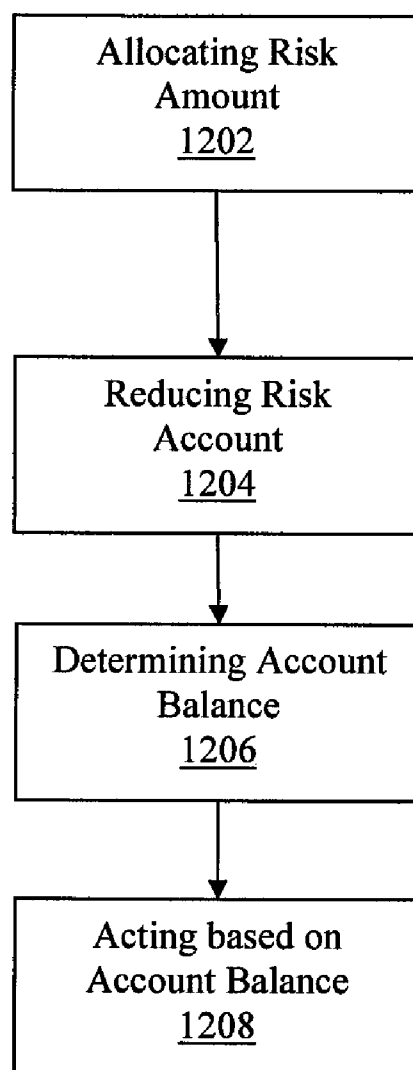 Allocating Risk
Amount
1202
Reducing Risk
Account
1204
Determining Account
Balance
1206
Acting based on
Account Balance
1208